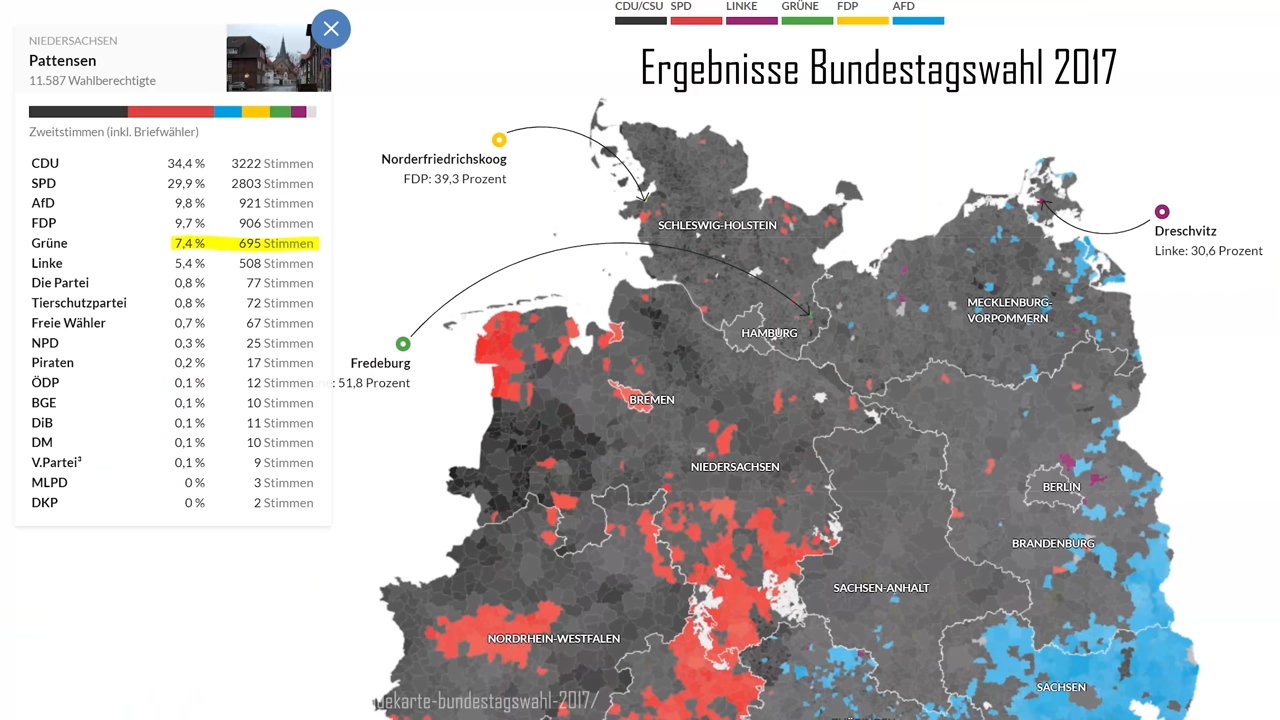 CDU/CSU SPD LINKE GRÜNE FDP AFD
Ergebnisse Bundestagswahl 2017
NIEDERSACHSEN
Pattensen
11.587 Wahlberechtigte
Zweitstimmen (inkl. Briefwähler)
CDU 34,4 % 3222 Stimmen
SPD 29,9 % 2803 Stimmen
AfD 9,8 % 921 Stimmen
FDP 9,7 % 906 Stimmen
Grüne 7,4 % 695 Stimmen
Linke 5,4 % 508 Stimmen
Die Partei 0,8 % 77 Stimmen
Tierschutzpartei 0,8 % 72 Stimmen
Freie Wähler 0,7 % 67 Stimmen
NPD 0,3 % 25 Stimmen
Piraten 0,2 % 17 Stimmen
ÖDP 0,1 % 12 Stimmen
BGE 0,1 % 10 Stimmen
DiB 0,1 % 11 Stimmen
DM 0,1 % 10 Stimmen
V.Partei³ 0,1 % 9 Stimmen
MLPD 0 % 3 Stimmen
DKP 0 % 2 Stimmen
Norderfriedrichskoog
FDP: 39,3 Prozent
Dreschvitz
Linke: 30,6 Prozent
Fredeburg
: 51,8 Prozent
SCHLESWIG-HOLSTEIN
MECKLENBURG-
VORPOMMERN
HAMBURG
BREMEN
NIEDERSACHSEN
BERLIN
BRANDENBURG
SACHSEN-ANHALT
NORDRHEIN-WESTFALEN
SACHSEN
ekarte-bundestagswahl-2017/